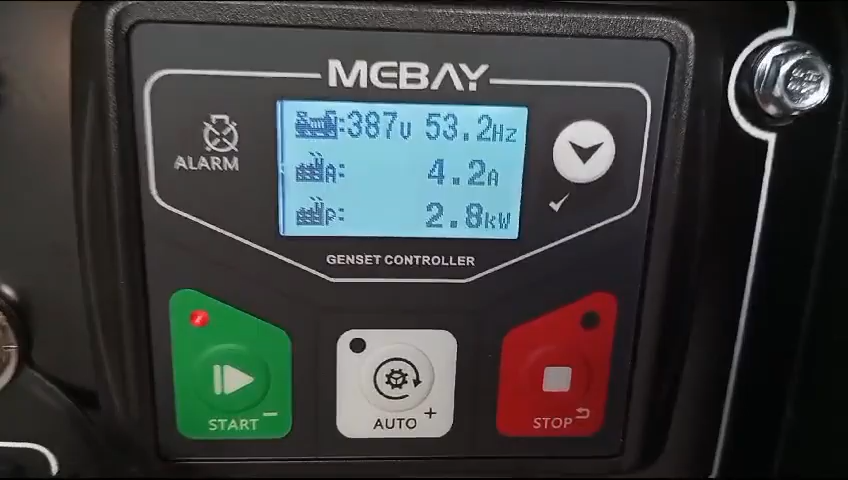 MEBAY
ALARM
:387V 53.2Hz
A: 4.2A
P: 2.8kW
GENSET CONTROLLER
START −
AUTO +
STOP